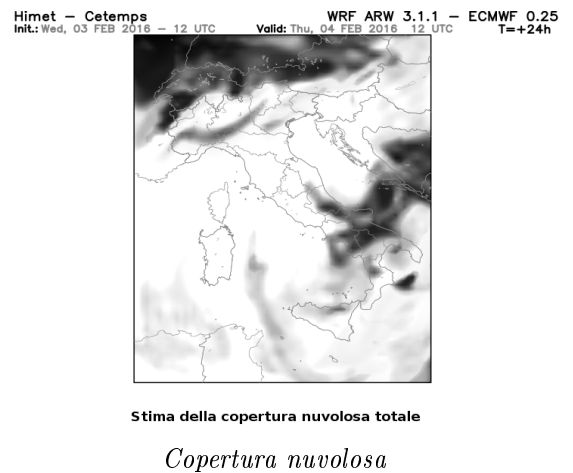 Himet − Cetemps WRF ARW 3.1.1 − ECMWF 0.25
Init.: Wed, 03 FEB 2016 − 12 UTC Valid: Thu, 04 FEB 2016 12 UTC T=+24h
Stima della copertura nuvolosa totale
Copertura nuvolosa